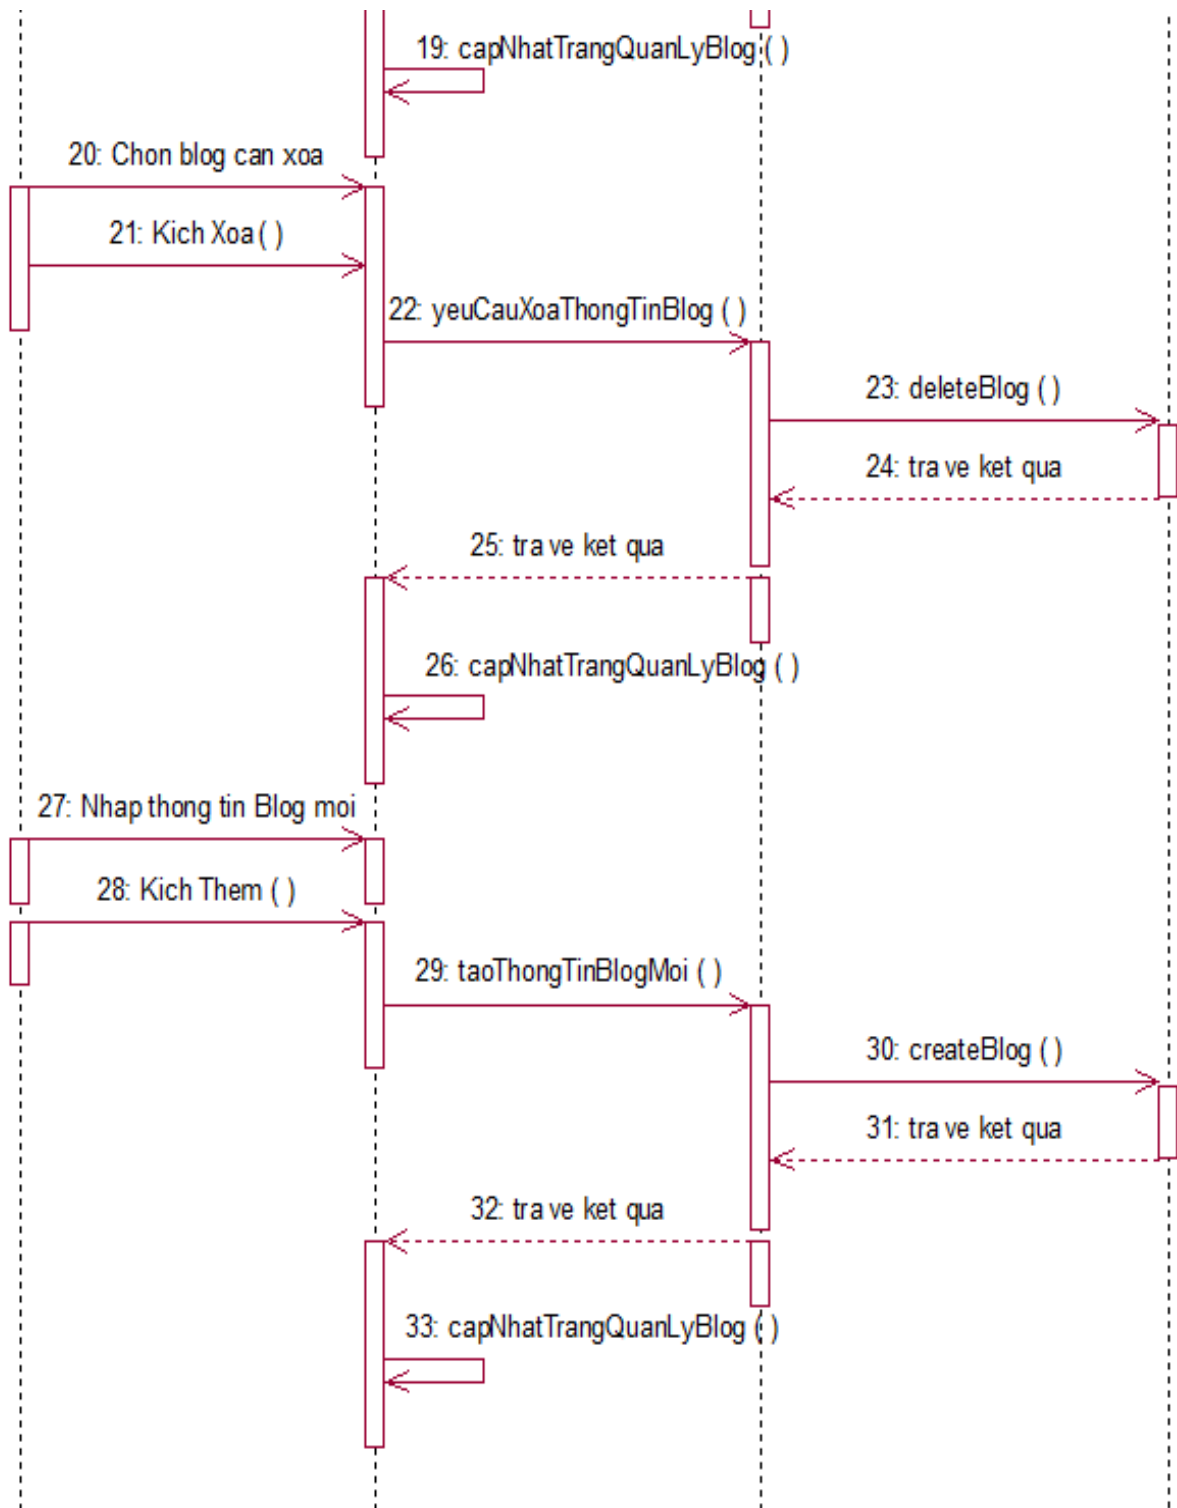 19: capNhatTrangQuanLyBlog ( )
20: Chon blog can xoa
21: Kich Xoa ( )
22: yeuCauXoaThongTinBlog ( )
23: deleteBlog ( )
24: tra ve ket qua
25: tra ve ket qua
26: capNhatTrangQuanLyBlog ( )
27: Nhap thong tin Blog moi
28: Kich Them ( )
29: taoThongTinBlogMoi ( )
30: createBlog ( )
31: tra ve ket qua
32: tra ve ket qua
33: capNhatTrangQuanLyBlog ( )